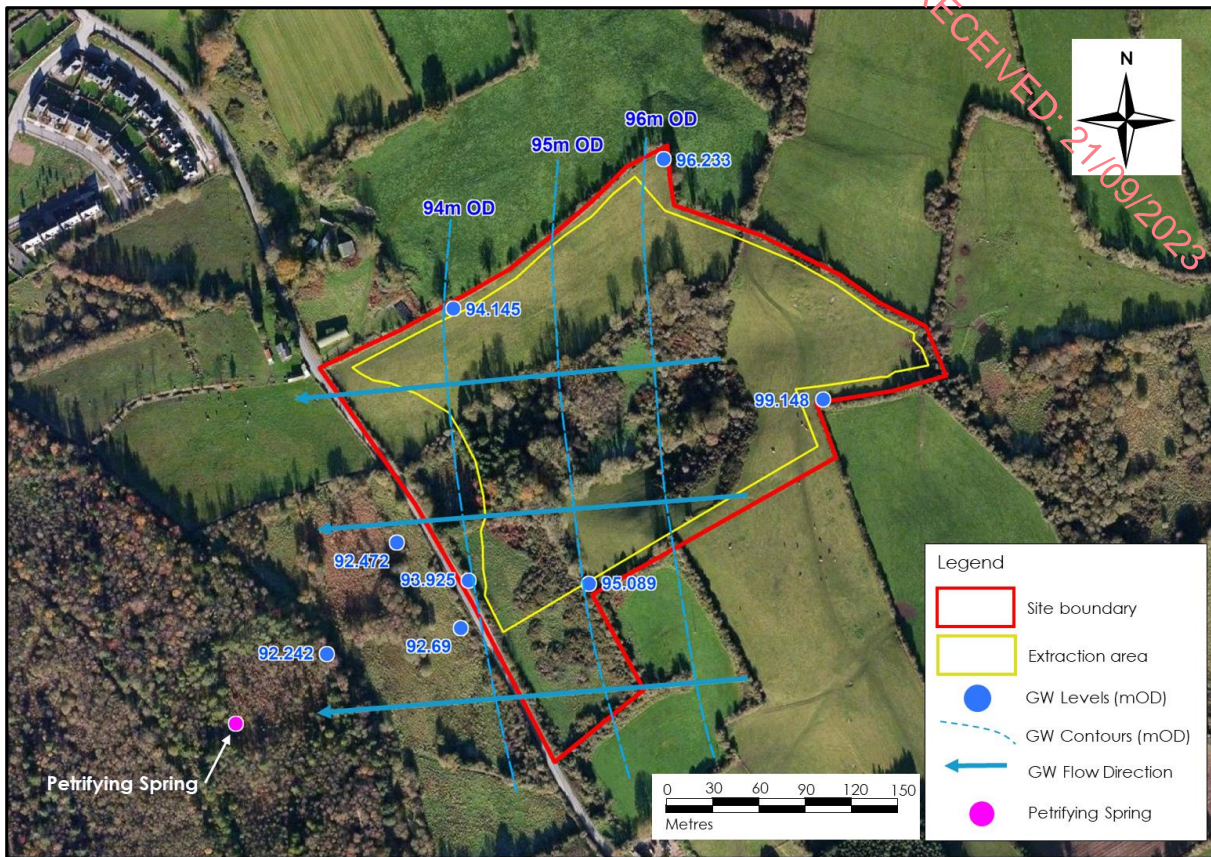 RECEIVED: 21/09/2023
N
96m OD
95m OD
96.233
94m OD
94.145
99.148
92.472
93.925
95.089
92.69
92.242
Petrifying Spring
0 30 60 90 120 150
Metres
Legend
Site boundary
Extraction area
GW Levels (mOD)
GW Contours (mOD)
GW Flow Direction
Petrifying Spring